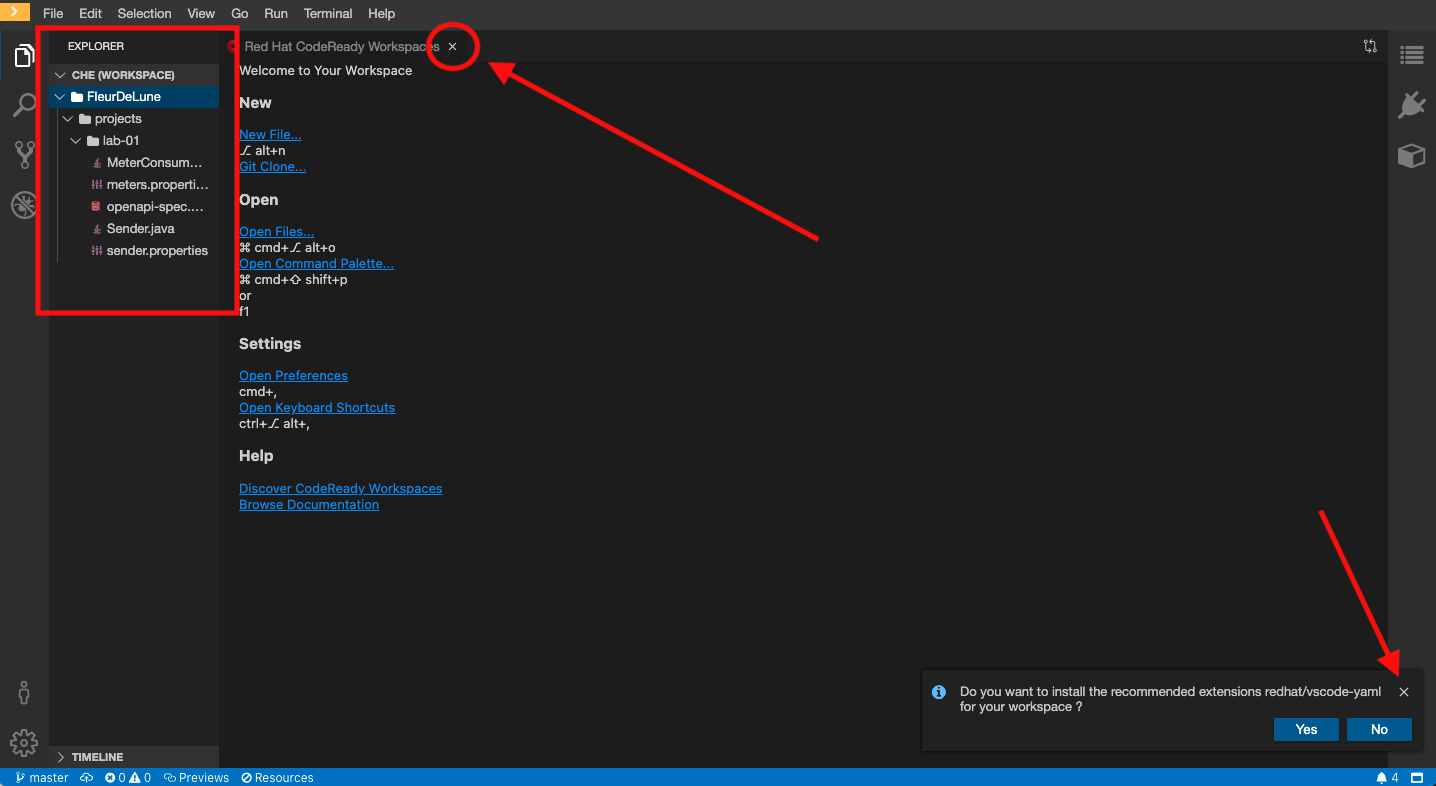 File Edit Selection View Go Run Terminal Help
EXPLORER
CHE (WORKSPACE)
FleurDeLune
projects
lab-01
MeterConsum...
meters.properti...
openapi-spec....
Sender.java
sender.properties
TIMELINE
Red Hat CodeReady Workspaces
Welcome to Your Workspace
New
New File...
⌥ alt+n
Git Clone...
Open
Open Files...
⌘ cmd+⌥ alt+o
Open Command Palette...
⌘ cmd+⇧ shift+p
or
f1
Settings
Open Preferences
cmd+,
Open Keyboard Shortcuts
ctrl+⌥ alt+,
Help
Discover CodeReady Workspaces
Browse Documentation
Do you want to install the recommended extensions redhat/vscode-yaml
for your workspace ?
Yes No
master 0 0 Previews Resources 4